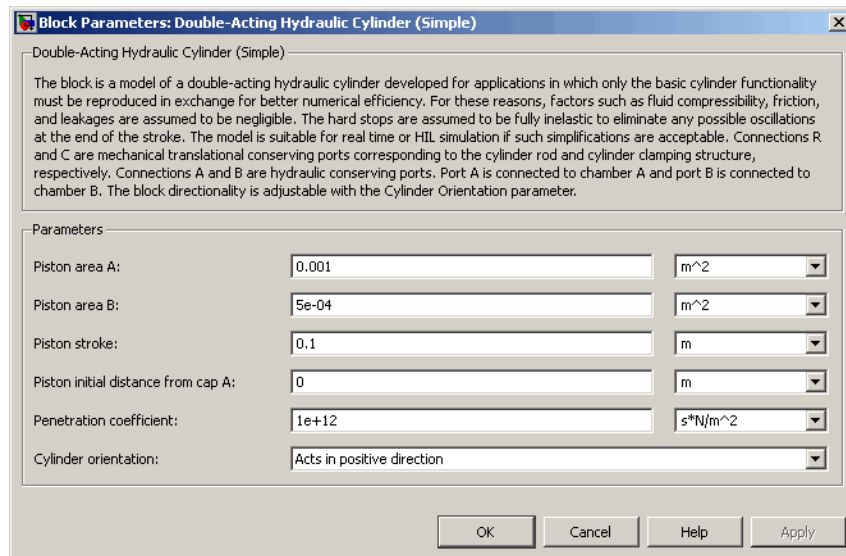 Block Parameters: Double-Acting Hydraulic Cylinder (Simple)
Double-Acting Hydraulic Cylinder (Simple)
The block is a model of a double-acting hydraulic cylinder developed for applications in which only the basic cylinder functionality
must be reproduced in exchange for better numerical efficiency. For these reasons, factors such as fluid compressibility, friction,
and leakages are assumed to be negligible. The hard stops are assumed to be fully inelastic to eliminate any possible oscillations
at the end of the stroke. The model is suitable for real time or HIL simulation if such simplifications are acceptable. Connections R
and C are mechanical translational conserving ports corresponding to the cylinder rod and cylinder clamping structure,
respectively. Connections A and B are hydraulic conserving ports. Port A is connected to chamber A and port B is connected to
chamber B. The block directionality is adjustable with the Cylinder Orientation parameter.
Parameters
Piston area A: 0.001 m^2
Piston area B: 5e-04 m^2
Piston stroke: 0.1 m
Piston initial distance from cap A: 0 m
Penetration coefficient: 1e+12 s*N/m^2
Cylinder orientation: Acts in positive direction
OK Cancel Help Apply